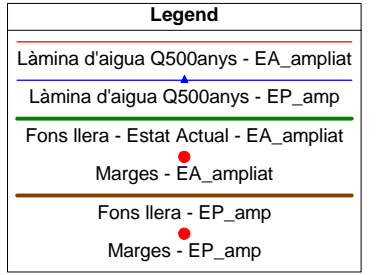 Legend
Làmina d'aigua Q500anys - EA_ampliat
Làmina d'aigua Q500anys - EP_amp
Fons llera - Estat Actual - EA_ampliat
Marges - EA_ampliat
Fons llera - EP_amp
Marges - EP_amp